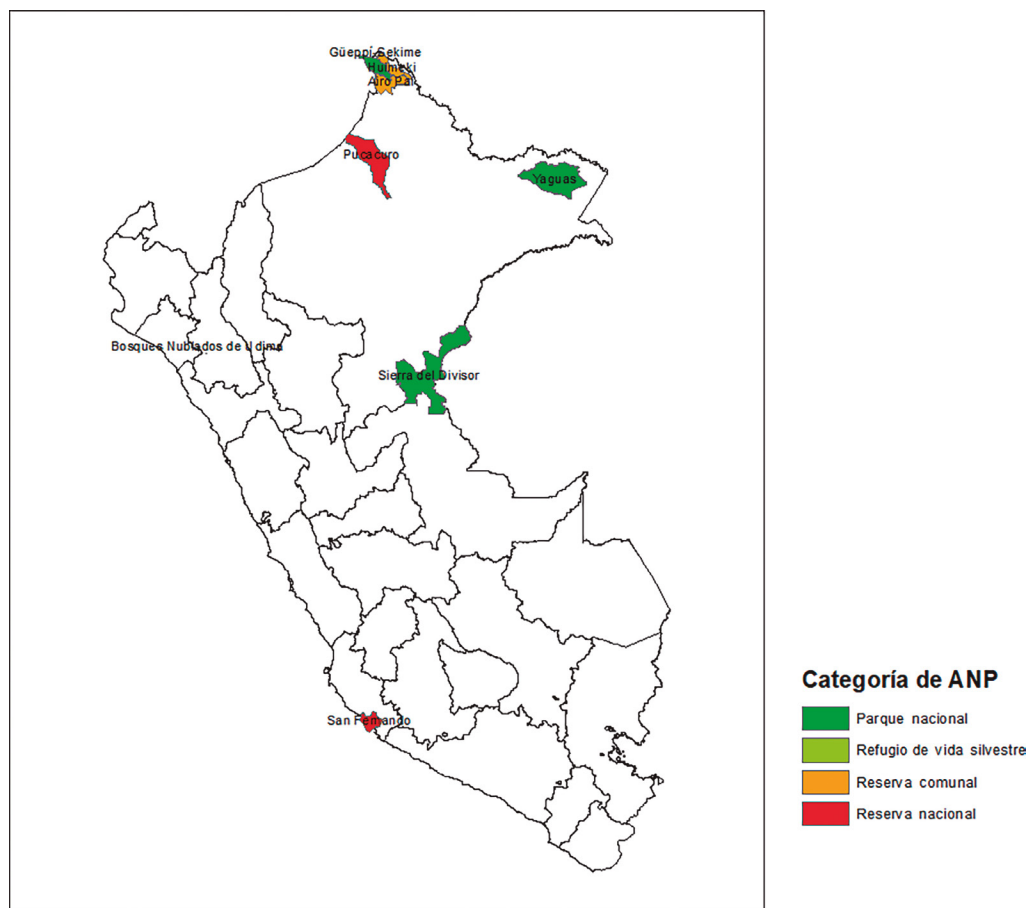 Güeppí-Sekime
Huimeki
Airo Pai
Pucacuro
Yaguas
Bosques Nublados de Udima
Sierra del Divisor
San Fernando
Categoría de ANP
Parque nacional
Refugio de vida silvestre
Reserva comunal
Reserva nacional